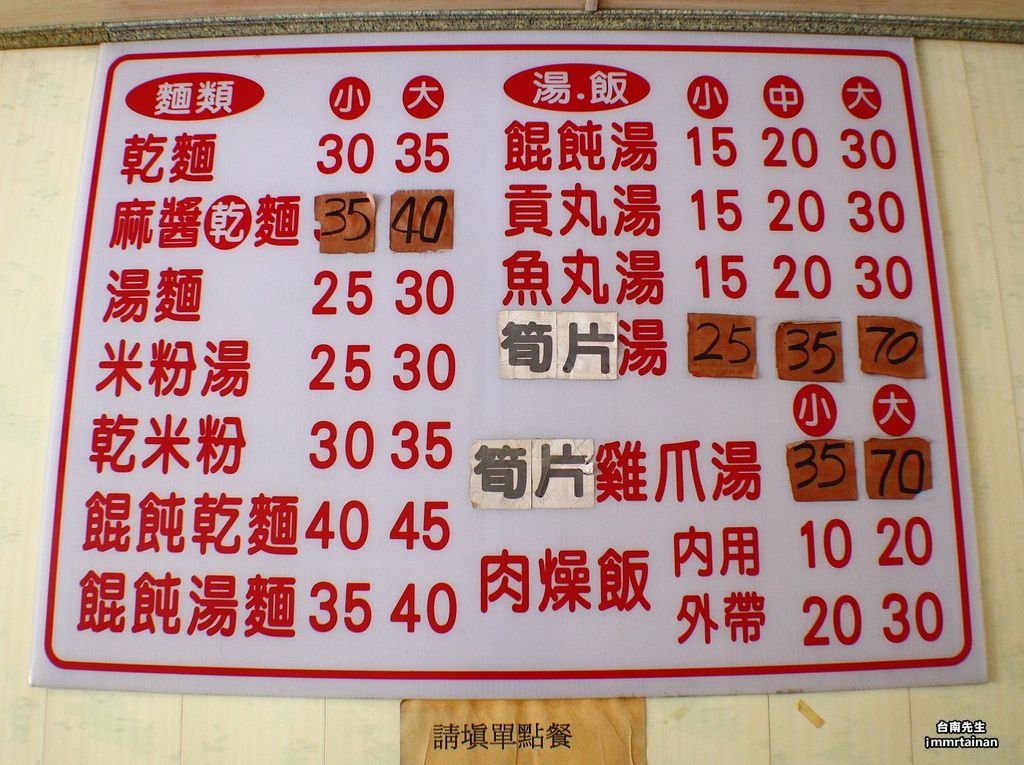 麵類 小 大
乾麵 30 35
麻醬乾麵 35 40
湯麵 25 30
米粉湯 25 30
乾米粉 30 35
餛飩乾麵 40 45
餛飩湯麵 35 40
湯.飯 小 中 大
餛飩湯 15 20 30
貢丸湯 15 20 30
魚丸湯 15 20 30
筍片湯 25 35 70
小 大
筍片雞爪湯 35 70
肉燥飯 內用 10 20
外帶 20 30
請填單點餐
台南先生
immrtainan